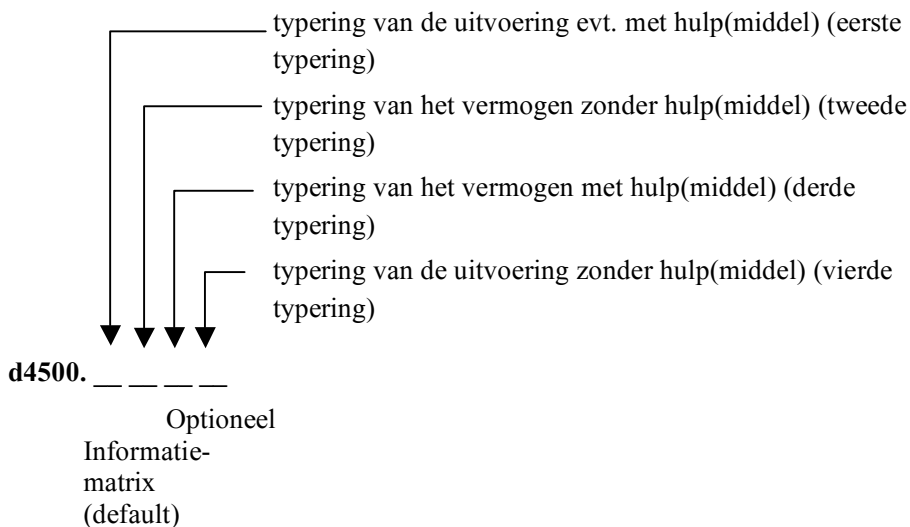 typering van de uitvoering evt. met hulp(middel) (eerste
typering)
typering van het vermogen zonder hulp(middel) (tweede
typering)
typering van het vermogen met hulp(middel) (derde
typering)
typering van de uitvoering zonder hulp(middel) (vierde
typering)
d4500. __ __ __ __
Optioneel
Informatie-
matrix
(default)